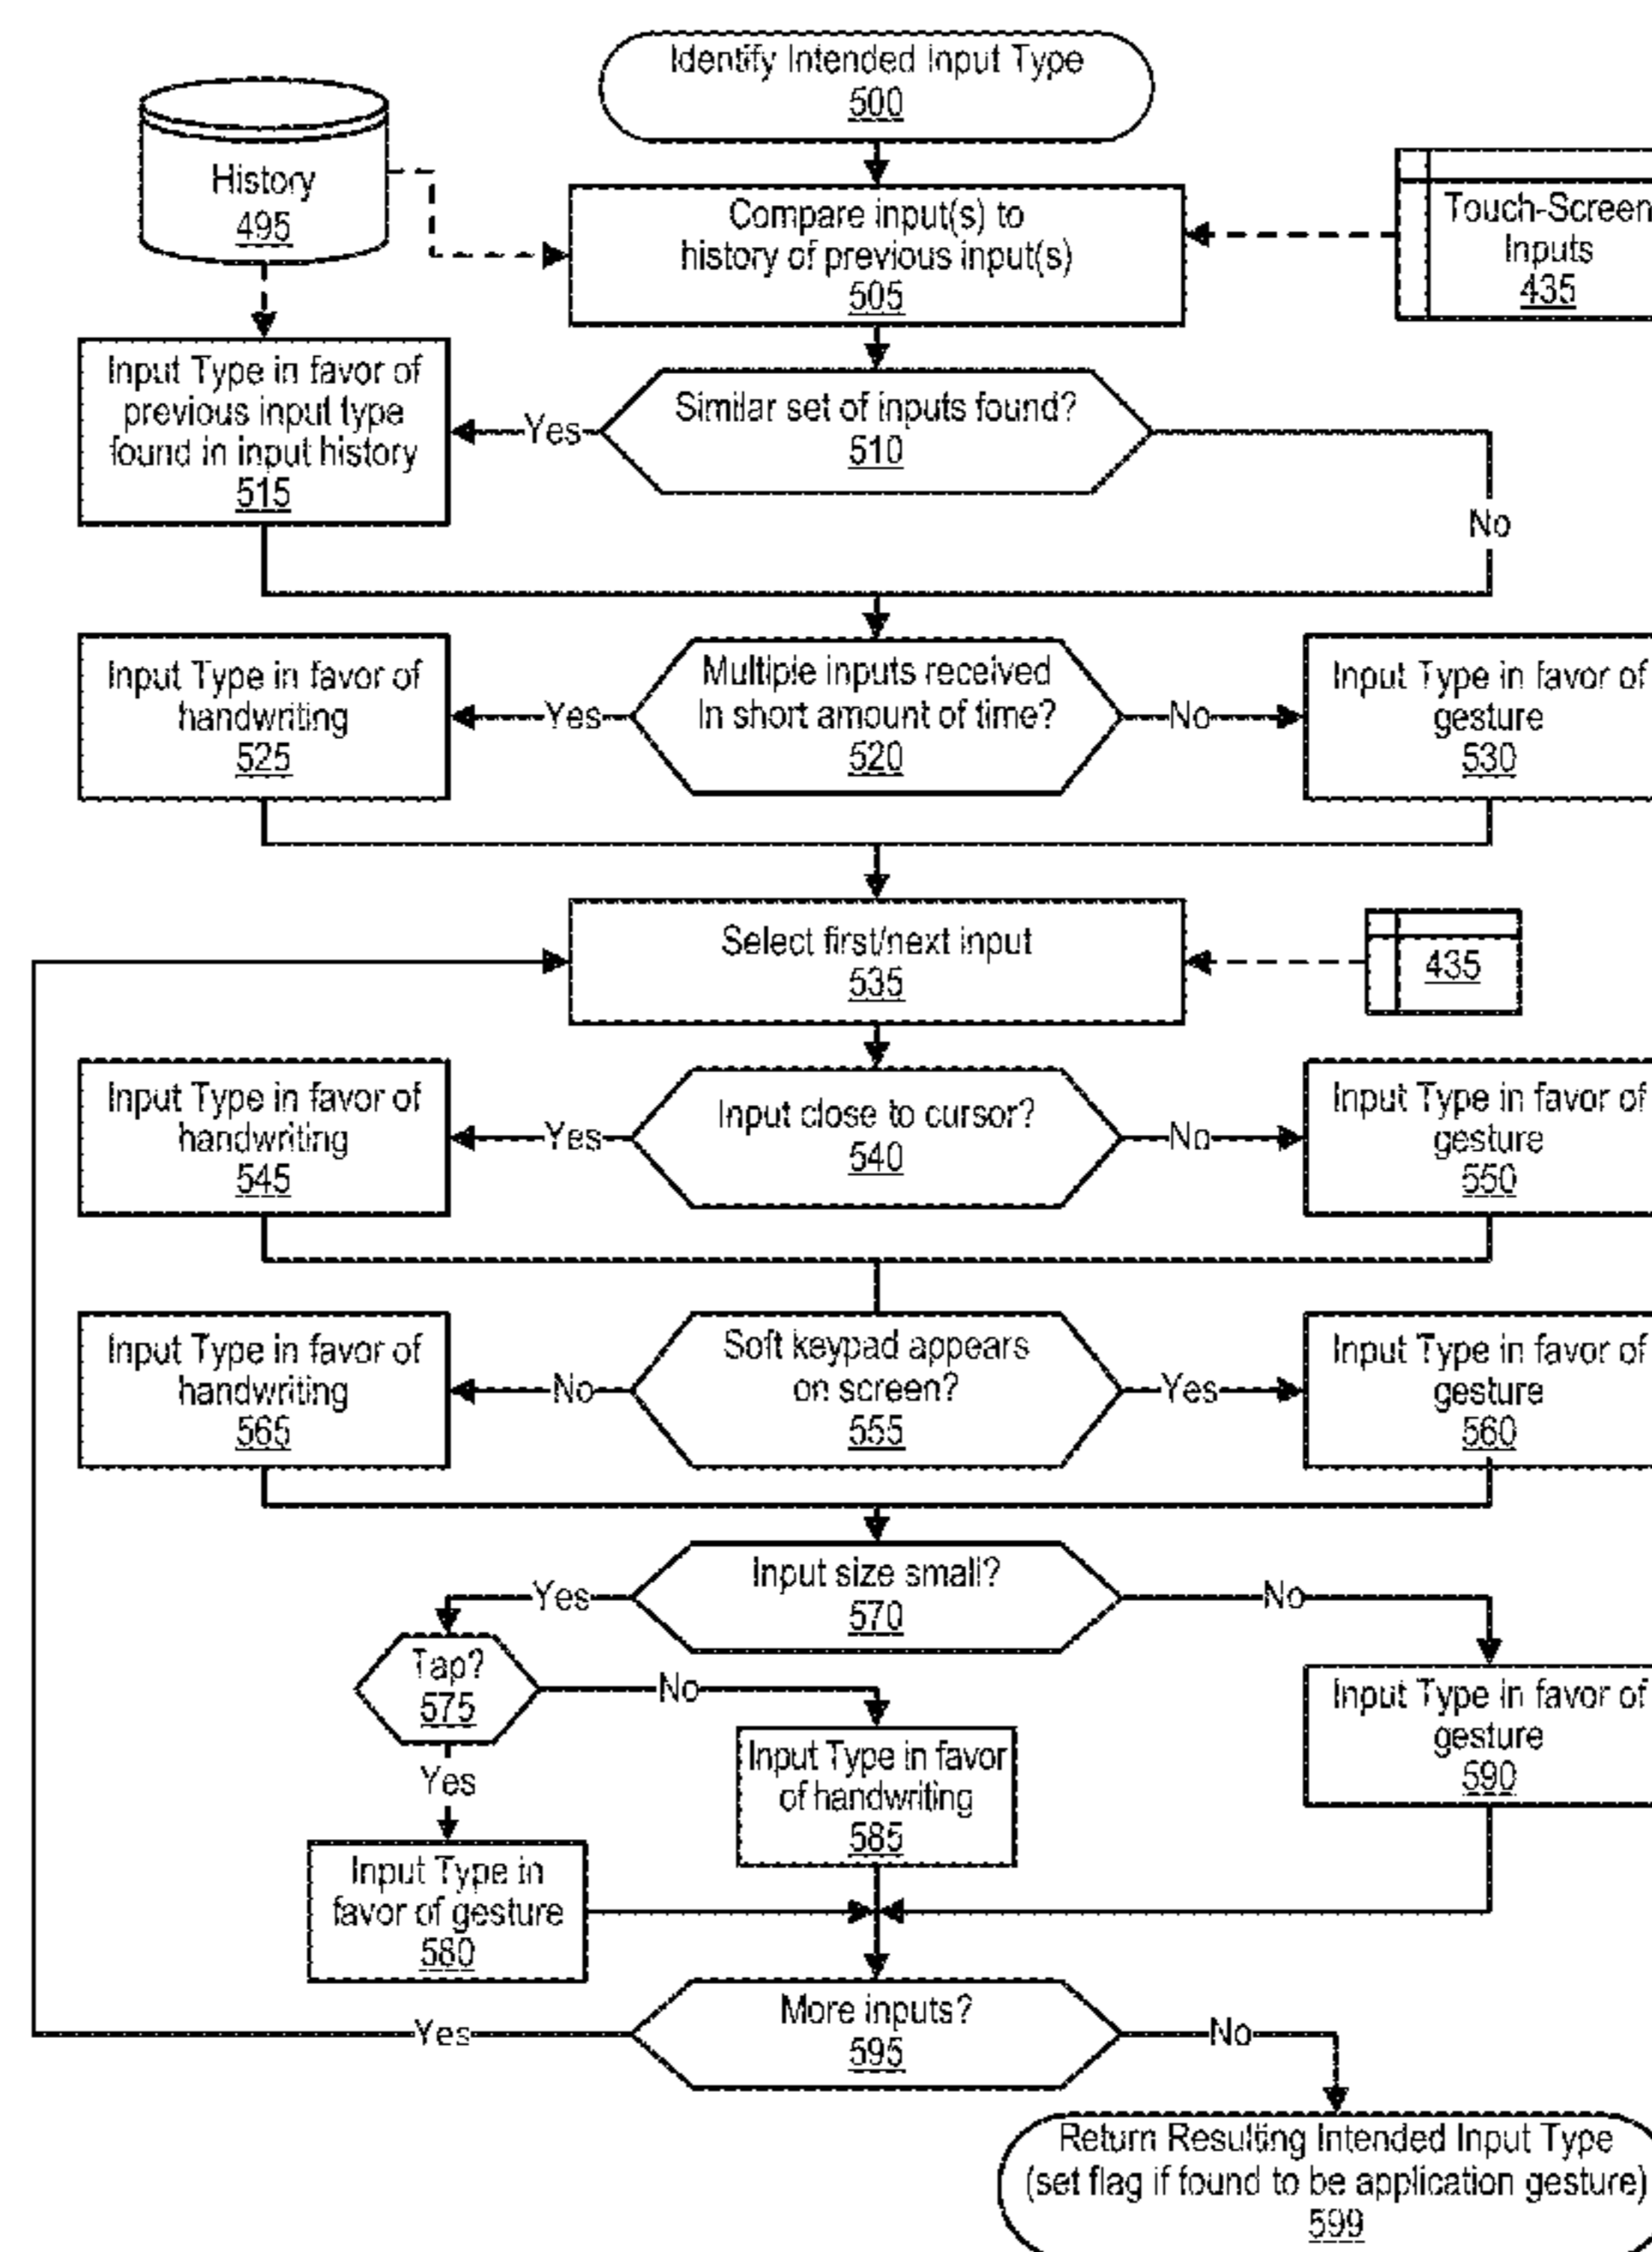 Identify Intended Input Type
500
History
495
Compare input(s) to
history of previous input(s)
505
Touch-Screen
Inputs
435
Input Type in favor of
previous input type
found in input history
515
Yes
Similar set of inputs found?
510
No
Input Type in favor of
handwriting
525
Yes
Multiple inputs received
In short amount of time?
520
No
Input Type in favor of
gesture
530
Select first/next input
535
435
Input Type in favor of
handwriting
545
Yes
Input close to cursor?
540
No
Input Type in favor of
gesture
550
Input Type in favor of
handwriting
565
No
Soft keypad appears
on screen?
555
Yes
Input Type in favor of
gesture
560
Yes
Input size small?
570
No
Tap?
575
No
Yes
Input Type in favor
of handwriting
585
Input Type in favor of
gesture
590
Input Type in
favor of gesture
580
Yes
More inputs?
595
No
Return Resulting Intended Input Type
(set flag if found to be application gesture)
599